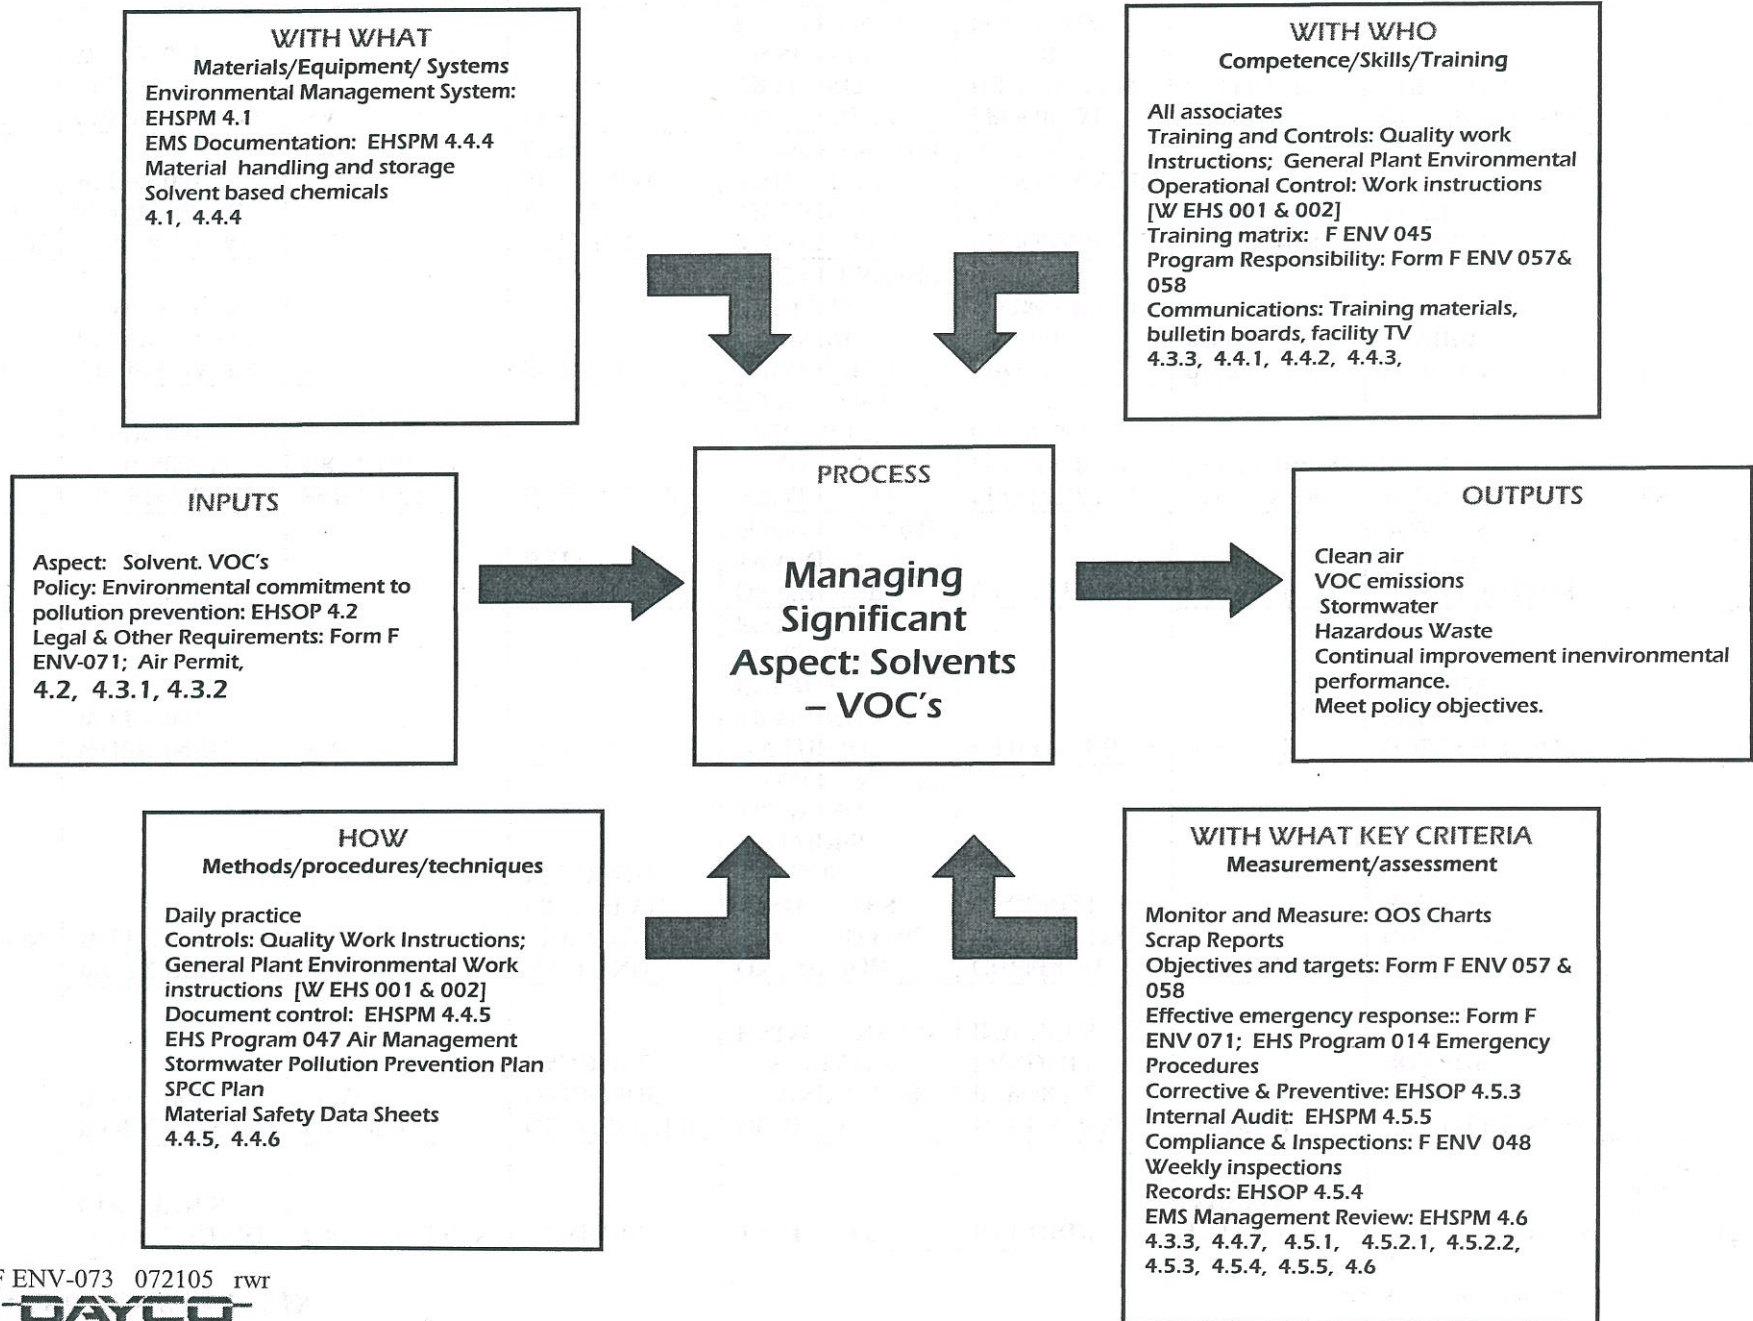 WITH WHAT
Materials/Equipment/ Systems
Environmental Management System:
EHSPM 4.1
EMS Documentation: EHSPM 4.4.4
Material handling and storage
Solvent based chemicals
4.1, 4.4.4
WITH WHO
Competence/Skills/Training
All associates
Training and Controls: Quality work
Instructions; General Plant Environmental
Operational Control: Work instructions
[W EHS 001 & 002]
Training matrix: F ENV 045
Program Responsibility: Form F ENV 057&
058
Communications: Training materials,
bulletin boards, facility TV
4.3.3, 4.4.1, 4.4.2, 4.4.3,
INPUTS
Aspect: Solvent. VOC's
Policy: Environmental commitment to
pollution prevention: EHSOP 4.2
Legal & Other Requirements: Form F
ENV-071; Air Permit,
4.2, 4.3.1, 4.3.2
PROCESS
Managing
Significant
Aspect: Solvents
– VOC's
OUTPUTS
Clean air
VOC emissions
Stormwater
Hazardous Waste
Continual improvement inenvironmental
performance.
Meet policy objectives.
HOW
Methods/procedures/techniques
Daily practice
Controls: Quality Work Instructions;
General Plant Environmental Work
instructions [W EHS 001 & 002]
Document control: EHSPM 4.4.5
EHS Program 047 Air Management
Stormwater Pollution Prevention Plan
SPCC Plan
Material Safety Data Sheets
4.4.5, 4.4.6
WITH WHAT KEY CRITERIA
Measurement/assessment
Monitor and Measure: QOS Charts
Scrap Reports
Objectives and targets: Form F ENV 057 &
058
Effective emergency response:: Form F
ENV 071; EHS Program 014 Emergency
Procedures
Corrective & Preventive: EHSOP 4.5.3
Internal Audit: EHSPM 4.5.5
Compliance & Inspections: F ENV 048
Weekly inspections
Records: EHSOP 4.5.4
EMS Management Review: EHSPM 4.6
4.3.3, 4.4.7, 4.5.1, 4.5.2.1, 4.5.2.2,
4.5.3, 4.5.4, 4.5.5, 4.6
F ENV-073 072105 rwr
DAYCO